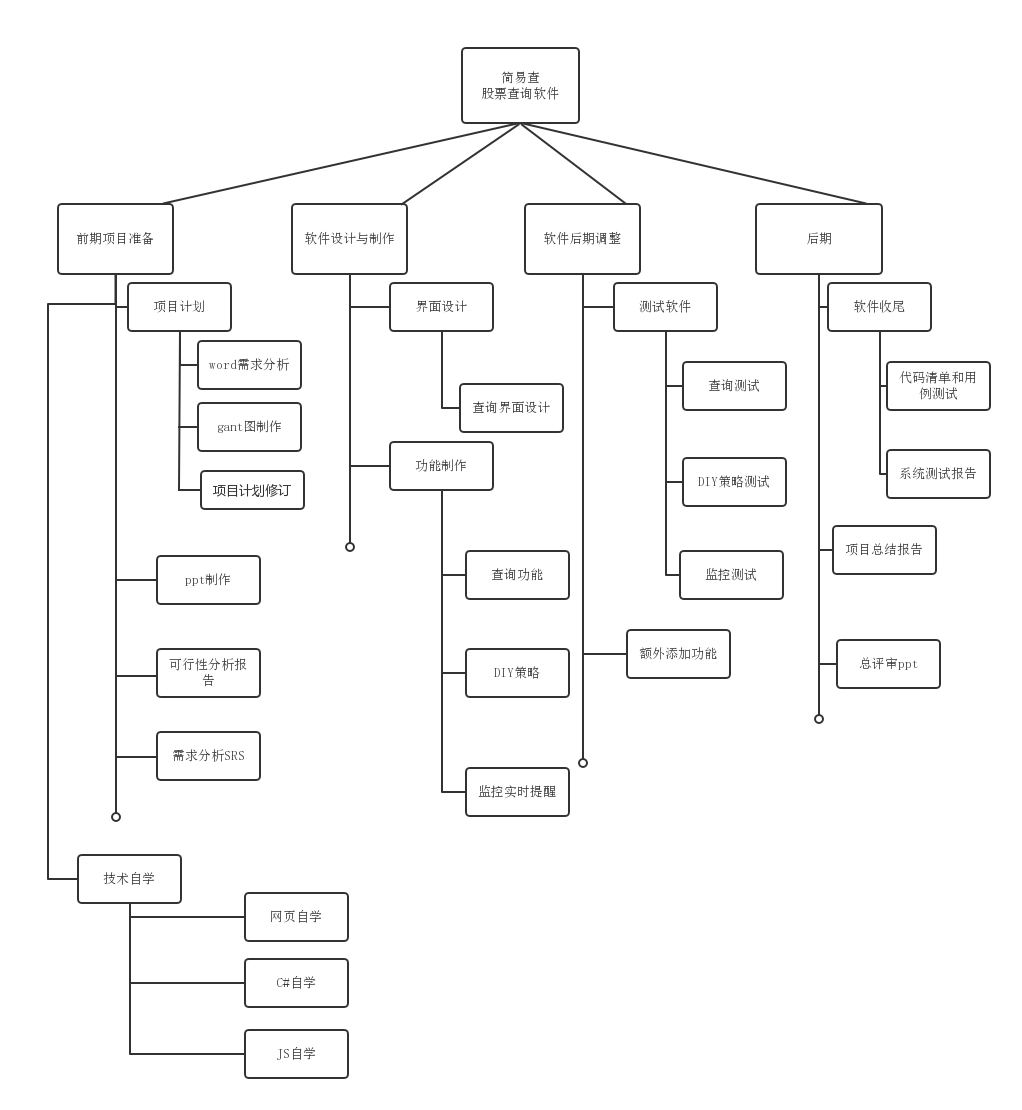 简易查
股票查询软件
前期项目准备
软件设计与制作
软件后期调整
后期
项目计划
word需求分析
gant图制作
项目计划修订
ppt制作
可行性分析报
告
需求分析SRS
技术自学
网页自学
C#自学
JS自学
界面设计
查询界面设计
功能制作
查询功能
DIY策略
监控实时提醒
测试软件
查询测试
DIY策略测试
监控测试
额外添加功能
软件收尾
代码清单和用
例测试
系统测试报告
项目总结报告
总评审ppt